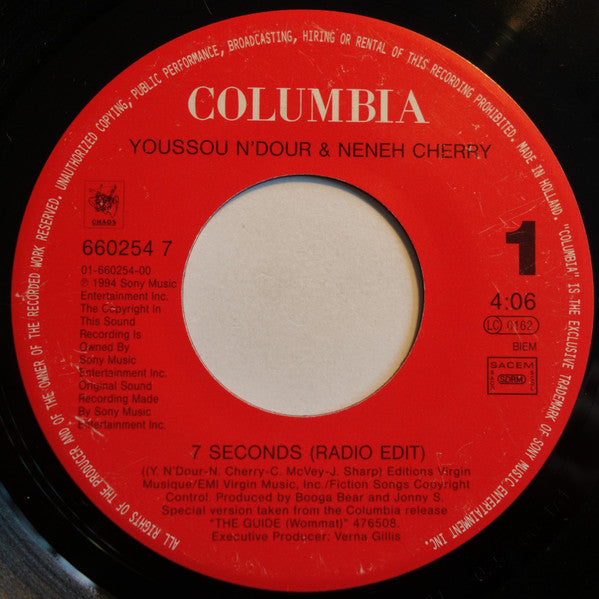 ALL RIGHTS OF THE PRODUCER AND OF THE OWNER OF THE RECORDED WORK RESERVED. UNAUTHORIZED COPYING, PUBLIC PERFORMANCE, BROADCASTING, HIRING OR RENTAL OF THIS RECORDING PROHIBITED. MADE IN HOLLAND. "COLUMBIA" IS THE EXCLUSIVE TRADEMARK OF SONY MUSIC ENTERTAINMENT INC.
COLUMBIA
YOUSSOU N'DOUR & NENEH CHERRY
CHAOS
660254 7
01-660254-00
℗ 1994 Sony Music
Entertainment Inc.
The Copyright In
This Sound
Recording Is
Owned By
Sony Music
Entertainment Inc.
Original Sound
Recording Made
By Sony Music
Entertainment Inc.
1
4:06
LC 0162
BIEM
SACEM
SDRM
7 SECONDS (RADIO EDIT)
((Y. N'Dour-N. Cherry-C. McVey-J. Sharp) Editions Virgin
Musique/EMI Virgin Music, Inc./Fiction Songs Copyright
Control. Produced by Booga Bear and Jonny S.
Special version taken from the Columbia release
"THE GUIDE (Wommat)" 476508.
Executive Producer: Verna Gillis